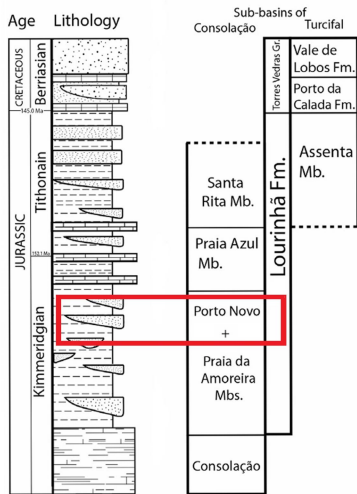 Age Lithology
Sub-basins of
Consolação Turcifal
CRETACEOUS
Berriasian
145.0 Ma
JURASSIC
Tithonain
152.1 Ma
Kimmeridgian
Torres Vedras Gr.
Vale de
Lobos Fm.
Porto da
Calada Fm.
Lourinhã Fm.
Assenta
Mb.
Santa
Rita Mb.
Praia Azul
Mb.
Porto Novo
+
Praia da
Amoreira
Mbs.
Consolação